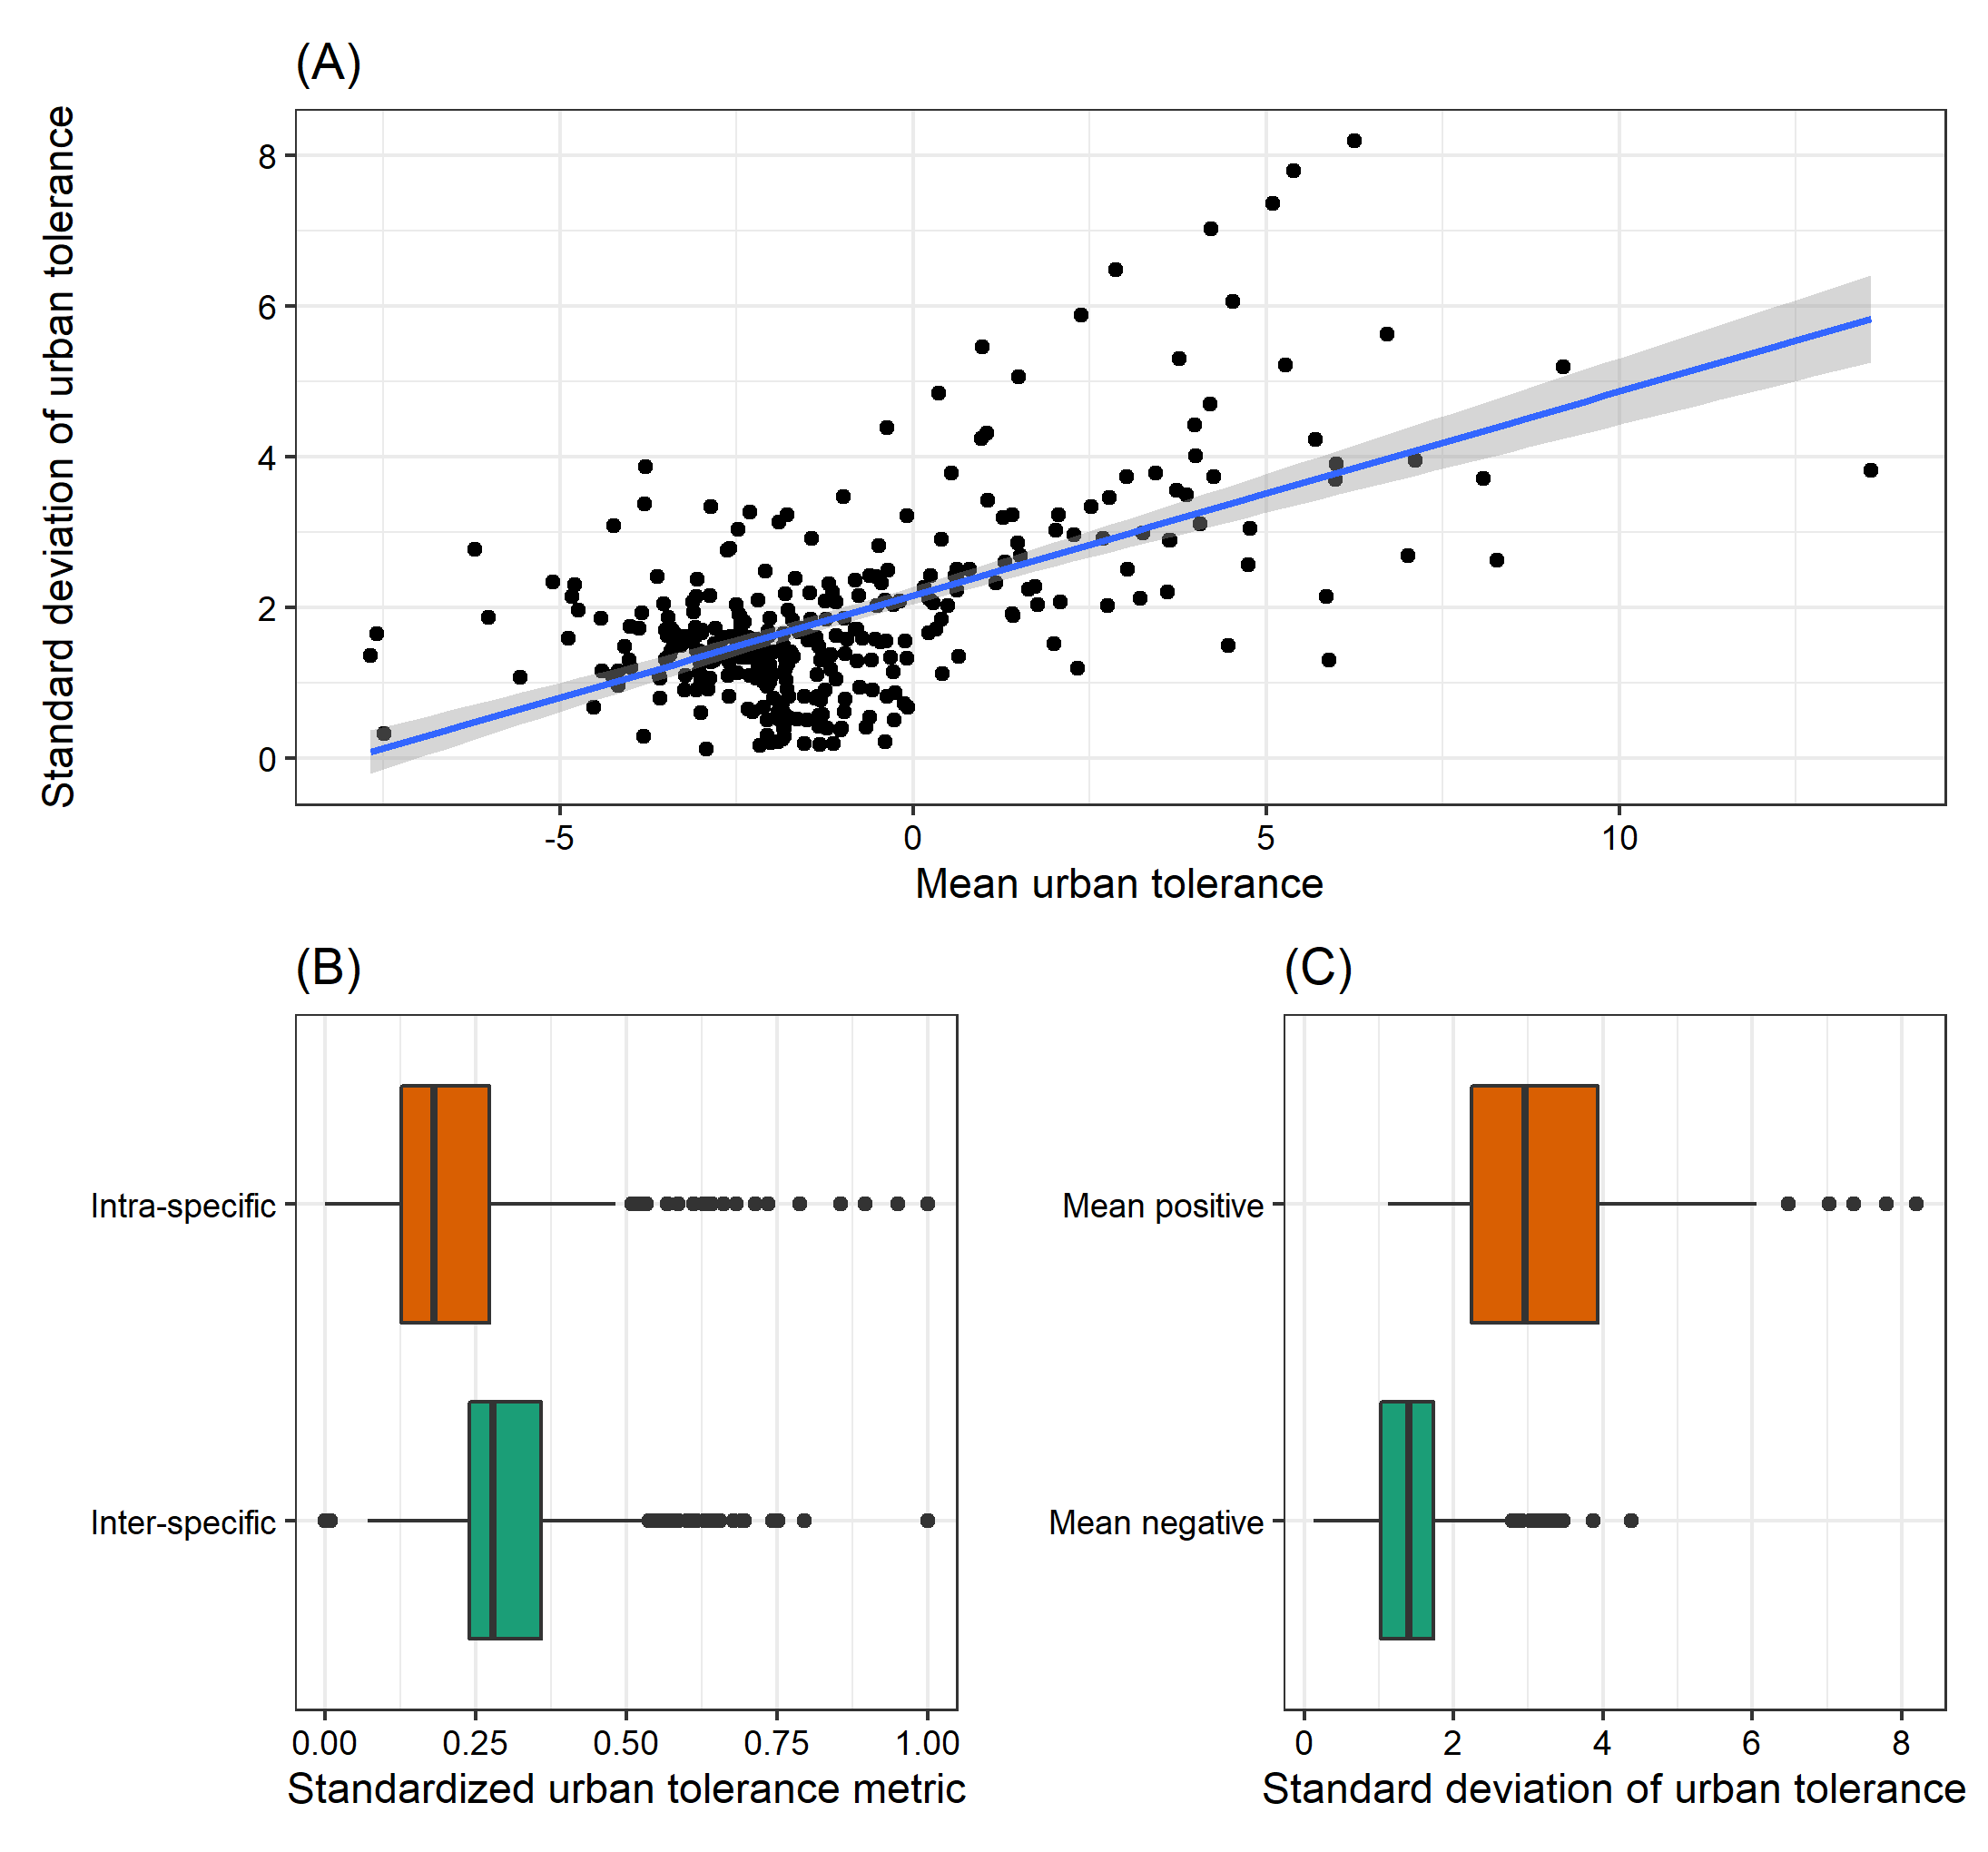 (A)
Standard deviation of urban tolerance
8
6
4
2
0
-5 0 5 10
Mean urban tolerance
(B)
Intra-specific
Inter-specific
0.00 0.25 0.50 0.75 1.00
Standardized urban tolerance metric
(C)
Mean positive
Mean negative
0 2 4 6 8
Standard deviation of urban tolerance